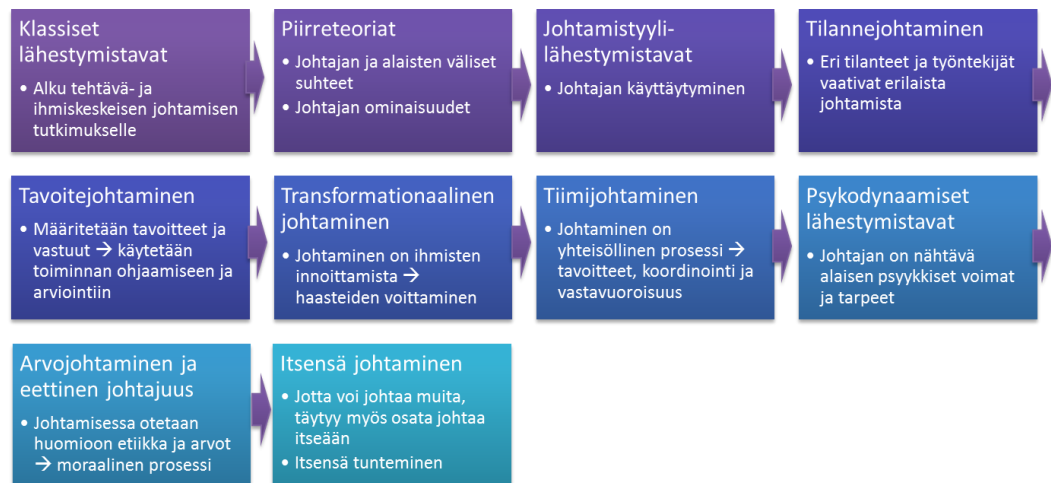 Klassiset
lähestymistavat
• Alku tehtävä- ja
ihmiskeskeisen johtamisen
tutkimukselle
Piirreteoriat
• Johtajan ja alaisten väliset
suhteet
• Johtajan ominaisuudet
Johtamistyyli-
lähestymistavat
• Johtajan käyttäytyminen
Tilannejohtaminen
• Eri tilanteet ja työntekijät
vaativat erilaista
johtamista
Tavoitejohtaminen
• Määritetään tavoitteet ja
vastuut → käytetään
toiminnan ohjaamiseen ja
arviointiin
Transformationaalinen
johtaminen
• Johtaminen on ihmisten
innoittamista →
haasteiden voittaminen
Tiimijohtaminen
• Johtaminen on
yhteisöllinen prosessi →
tavoitteet, koordinointi ja
vastavuoroisuus
Psykodynaamiset
lähestymistavat
• Johtajan on nähtävä
alaisen psyykkiset voimat
ja tarpeet
Arvojohtaminen ja
eettinen johtajuus
• Johtamisessa otetaan
huomioon etiikka ja arvot
→ moraalinen prosessi
Itsensä johtaminen
• Jotta voi johtaa muita,
täytyy myös osata johtaa
itseään
• Itsensä tunteminen